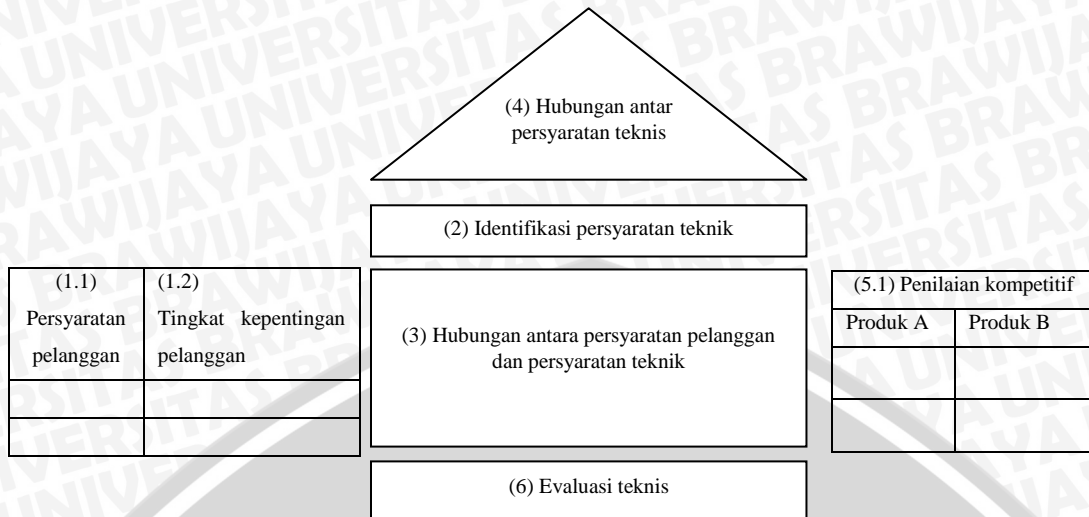 (4) Hubungan antar
persyaratan teknis
(2) Identifikasi persyaratan teknik
(1.1)
Persyaratan
pelanggan
(1.2)
Tingkat kepentingan
pelanggan
(3) Hubungan antara persyaratan pelanggan
dan persyaratan teknik
(5.1) Penilaian kompetitif
Produk A
Produk B
(6) Evaluasi teknis